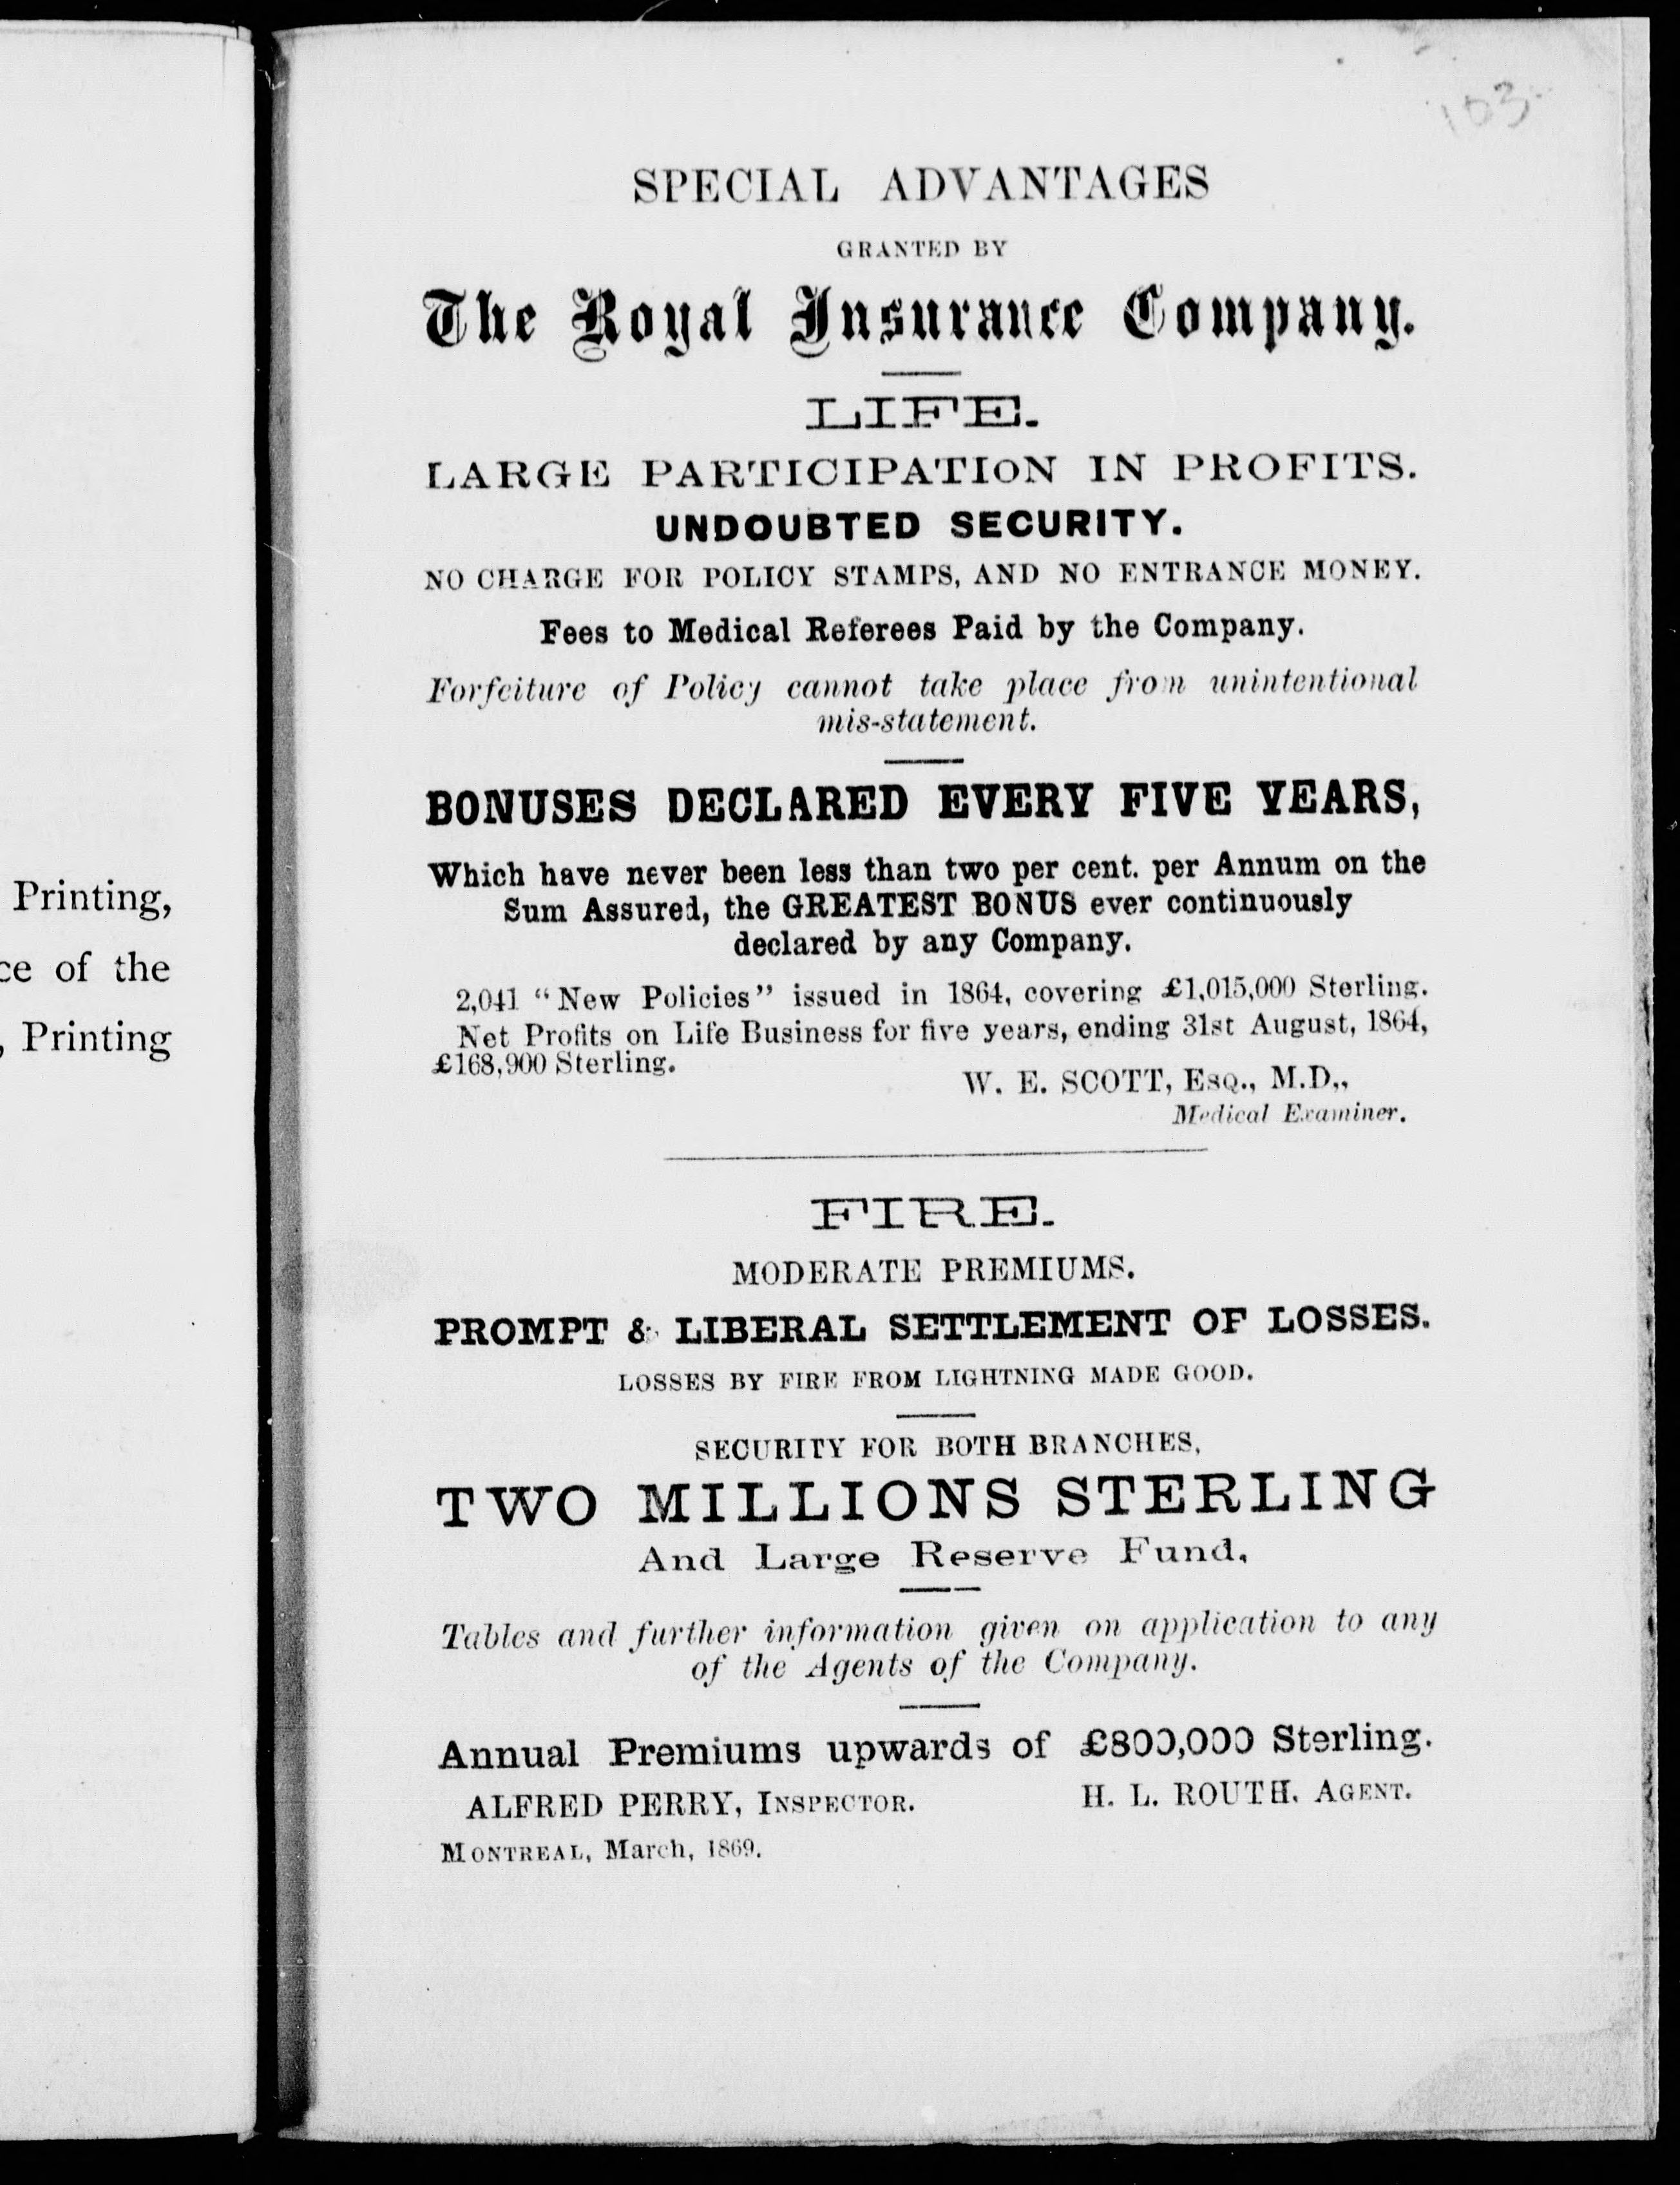 Printing,
ce of the
, Printing
103
SPECIAL ADVANTAGES
GRANTED BY
The Royal Insurance Company.
LIFE.
LARGE PARTICIPATION IN PROFITS.
UNDOUBTED SECURITY.
NO CHARGE FOR POLICY STAMPS, AND NO ENTRANCE MONEY.
Fees to Medical Referees Paid by the Company.
Forfeiture of Policy cannot take place from unintentional
mis-statement.
BONUSES DECLARED EVERY FIVE YEARS,
Which have never been less than two per cent. per Annum on the
Sum Assured, the GREATEST BONUS ever continuously
declared by any Company.
2,041 “New Policies” issued in 1864, covering £1,015,000 Sterling.
Net Profits on Life Business for five years, ending 31st August, 1864,
£168,900 Sterling.
W. E. SCOTT, Esq., M.D.,
Medical Examiner.
FIRE.
MODERATE PREMIUMS.
PROMPT & LIBERAL SETTLEMENT OF LOSSES.
LOSSES BY FIRE FROM LIGHTNING MADE GOOD.
SECURITY FOR BOTH BRANCHES,
TWO MILLIONS STERLING
And Large Reserve Fund,
Tables and further information given on application to any
of the Agents of the Company.
Annual Premiums upwards of £800,000 Sterling.
ALFRED PERRY, Inspector. H. L. ROUTH, Agent.
Montreal, March, 1869.